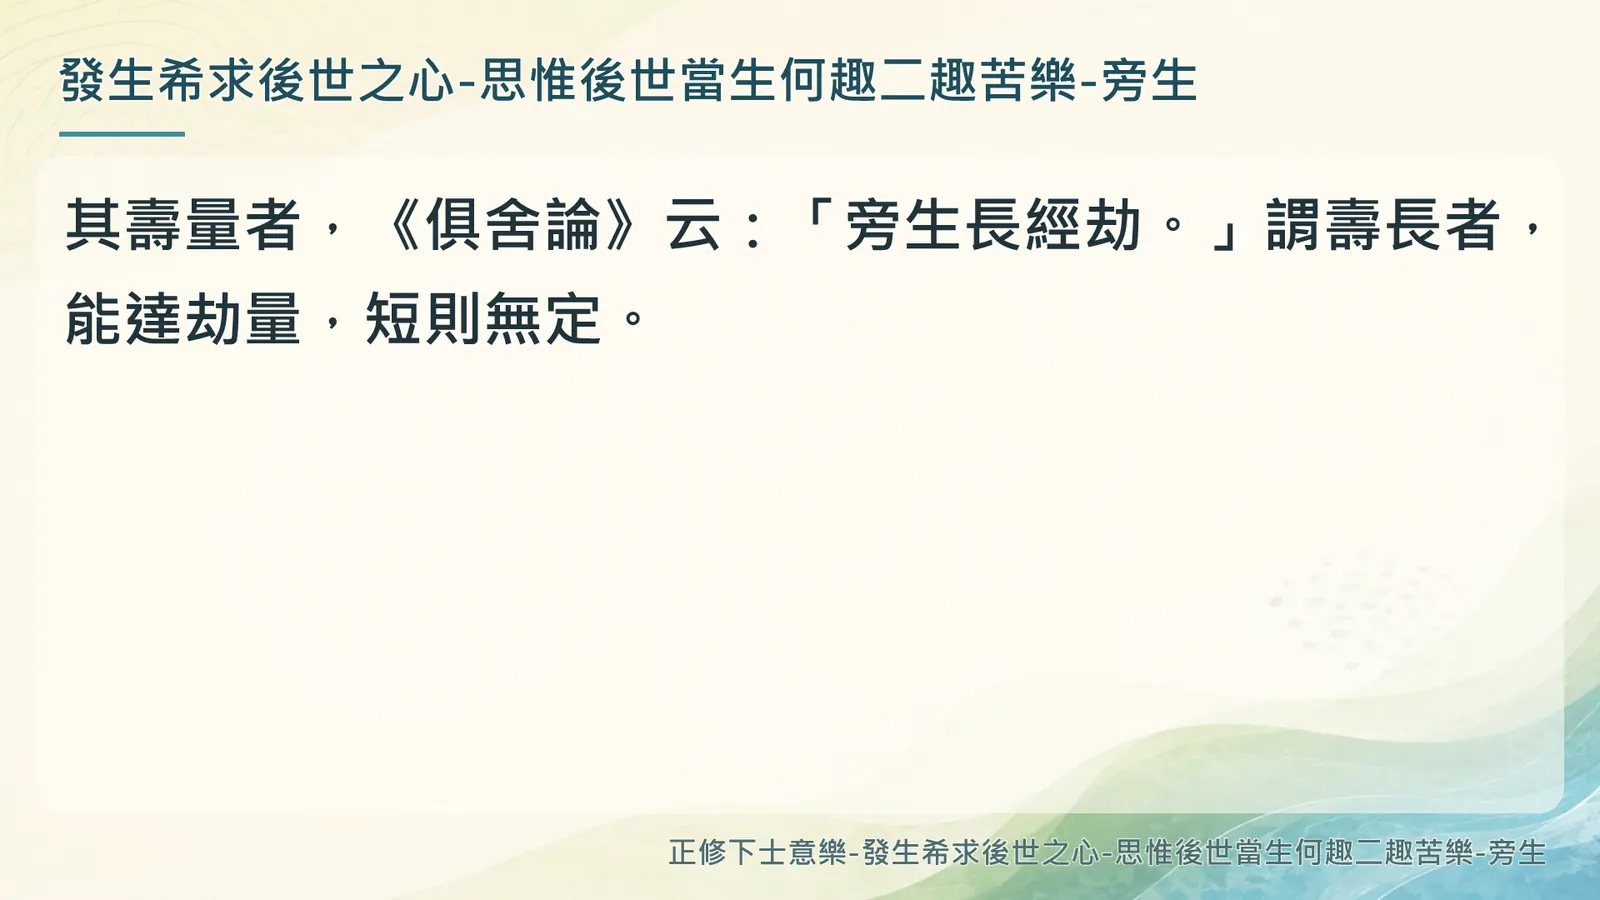 發生希求後世之心-思惟後世當生何趣二趣苦樂-旁生
其壽量者，《俱舍論》云：「旁生長經劫。」謂壽長者，
能達劫量，短則無定。
正修下士意樂-發生希求後世之心-思惟後世當生何趣二趣苦樂-旁生